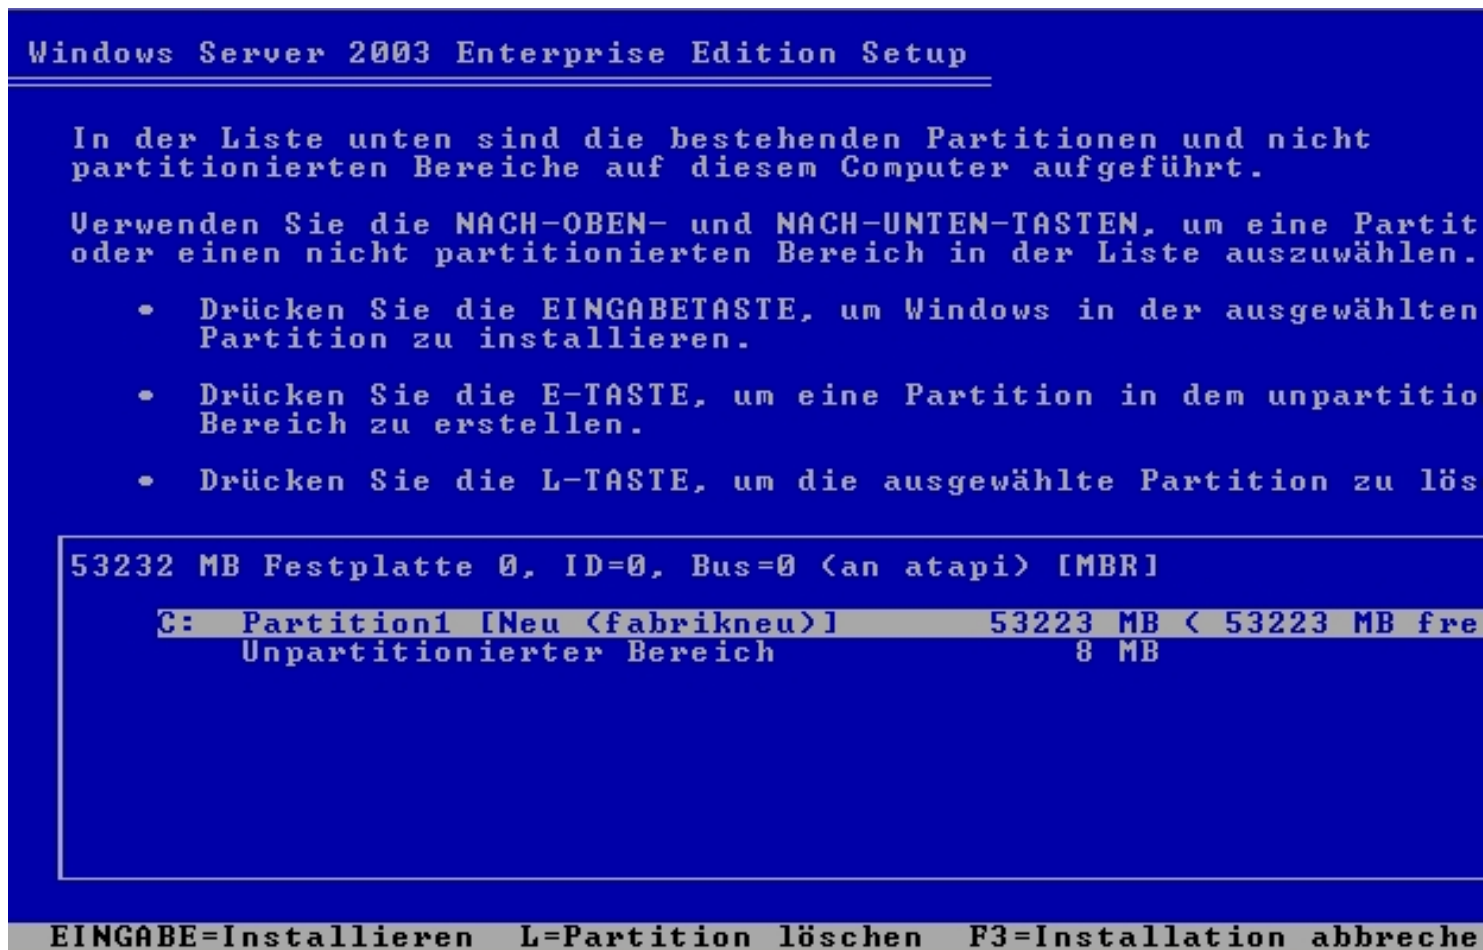 Windows Server 2003 Enterprise Edition Setup
In der Liste unten sind die bestehenden Partitionen und nicht
partitionierten Bereiche auf diesem Computer aufgeführt.
Verwenden Sie die NACH-OBEN- und NACH-UNTEN-TASTEN, um eine Partit
oder einen nicht partitionierten Bereich in der Liste auszuwählen.
• Drücken Sie die EINGABETASTE, um Windows in der ausgewählten
Partition zu installieren.
• Drücken Sie die E-TASTE, um eine Partition in dem unpartitio
Bereich zu erstellen.
• Drücken Sie die L-TASTE, um die ausgewählte Partition zu lös
53232 MB Festplatte 0, ID=0, Bus=0 (an atapi) [MBR]
C: Partition1 [Neu (fabrikneu)] 53223 MB ( 53223 MB fre
Unpartitionierter Bereich 8 MB
EINGABE=Installieren L=Partition löschen F3=Installation abbreche